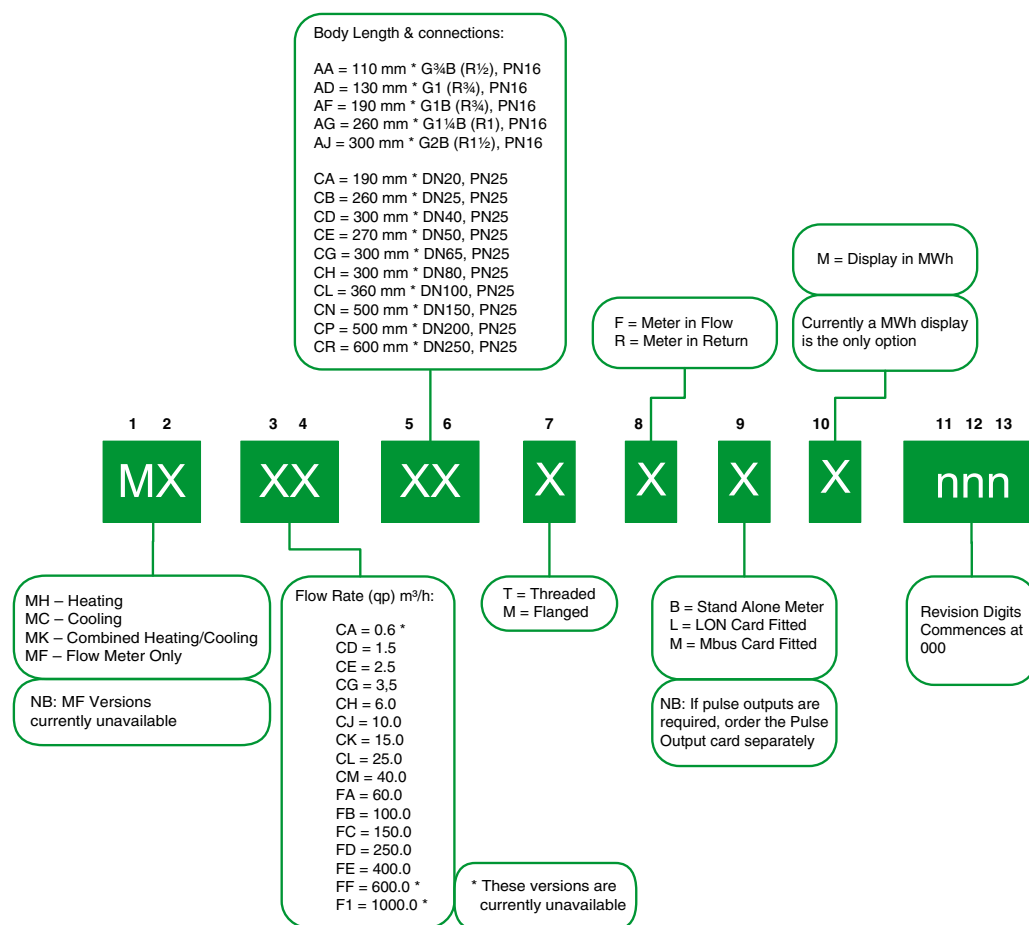 Body Length & connections:
AA = 110 mm * G¾B (R½), PN16
AD = 130 mm * G1 (R¾), PN16
AF = 190 mm * G1B (R¾), PN16
AG = 260 mm * G1¼B (R1), PN16
AJ = 300 mm * G2B (R1½), PN16
CA = 190 mm * DN20, PN25
CB = 260 mm * DN25, PN25
CD = 300 mm * DN40, PN25
CE = 270 mm * DN50, PN25
CG = 300 mm * DN65, PN25
CH = 300 mm * DN80, PN25
CL = 360 mm * DN100, PN25
CN = 500 mm * DN150, PN25
CP = 500 mm * DN200, PN25
CR = 600 mm * DN250, PN25
F = Meter in Flow
R = Meter in Return
M = Display in MWh
Currently a MWh display
is the only option
1 2 3 4 5 6 7 8 9 10 11 12 13
MX XX XX X X X X nnn
MH – Heating
MC – Cooling
MK – Combined Heating/Cooling
MF – Flow Meter Only
NB: MF Versions
currently unavailable
Flow Rate (qp) m³/h:
CA = 0.6 *
CD = 1.5
CE = 2.5
CG = 3,5
CH = 6.0
CJ = 10.0
CK = 15.0
CL = 25.0
CM = 40.0
FA = 60.0
FB = 100.0
FC = 150.0
FD = 250.0
FE = 400.0
FF = 600.0 *
F1 = 1000.0 *
* These versions are
currently unavailable
T = Threaded
M = Flanged
B = Stand Alone Meter
L = LON Card Fitted
M = Mbus Card Fitted
NB: If pulse outputs are
required, order the Pulse
Output card separately
Revision Digits
Commences at
000